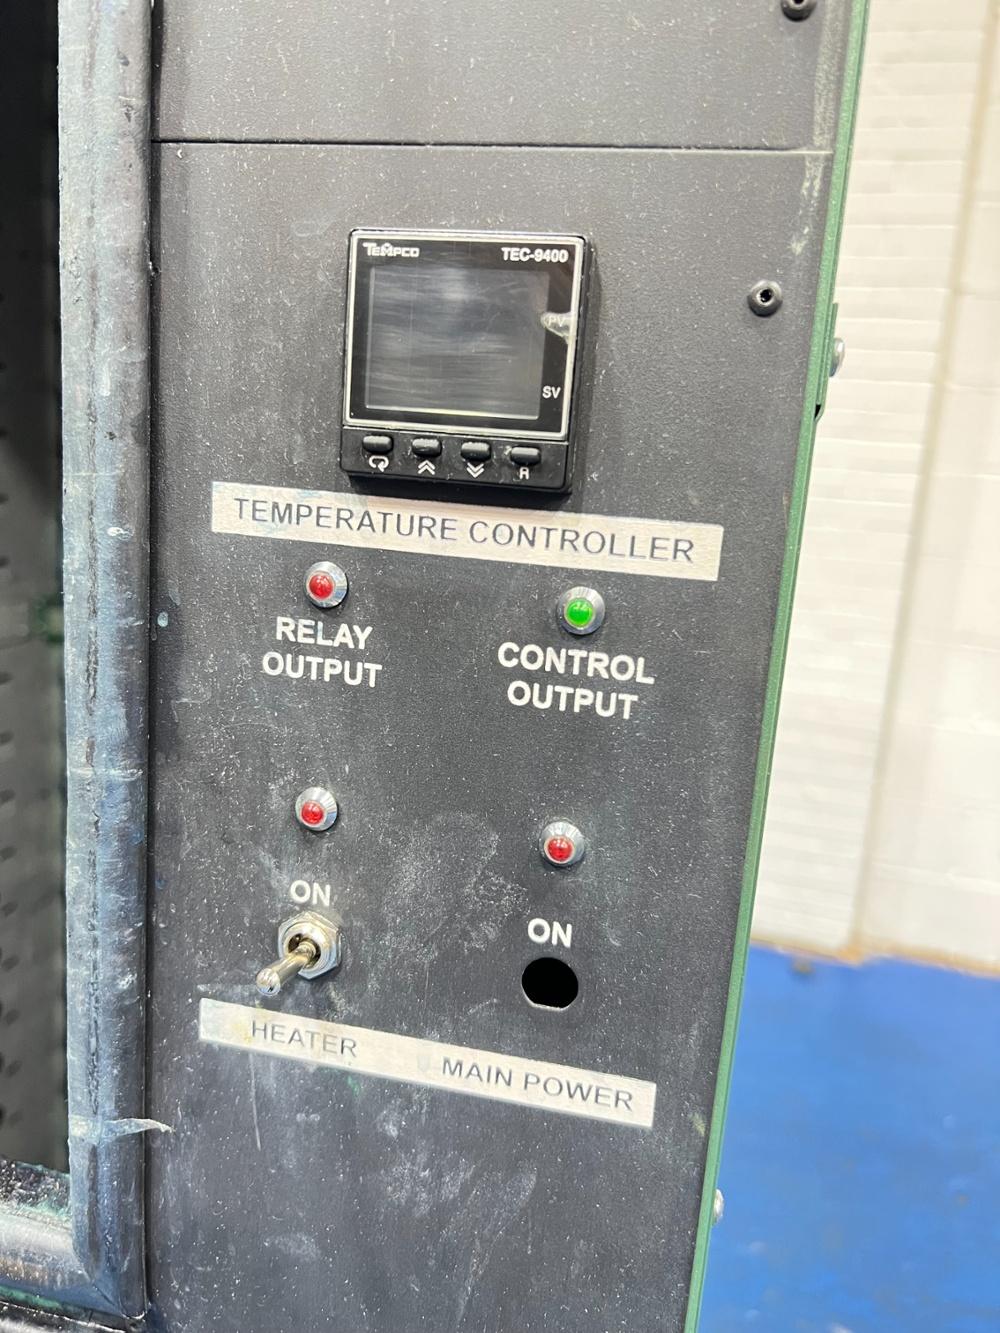 TEMPCO TEC-9400
PV
SV
A
TEMPERATURE CONTROLLER
RELAY
OUTPUT
CONTROL
OUTPUT
ON
ON
HEATER
MAIN POWER